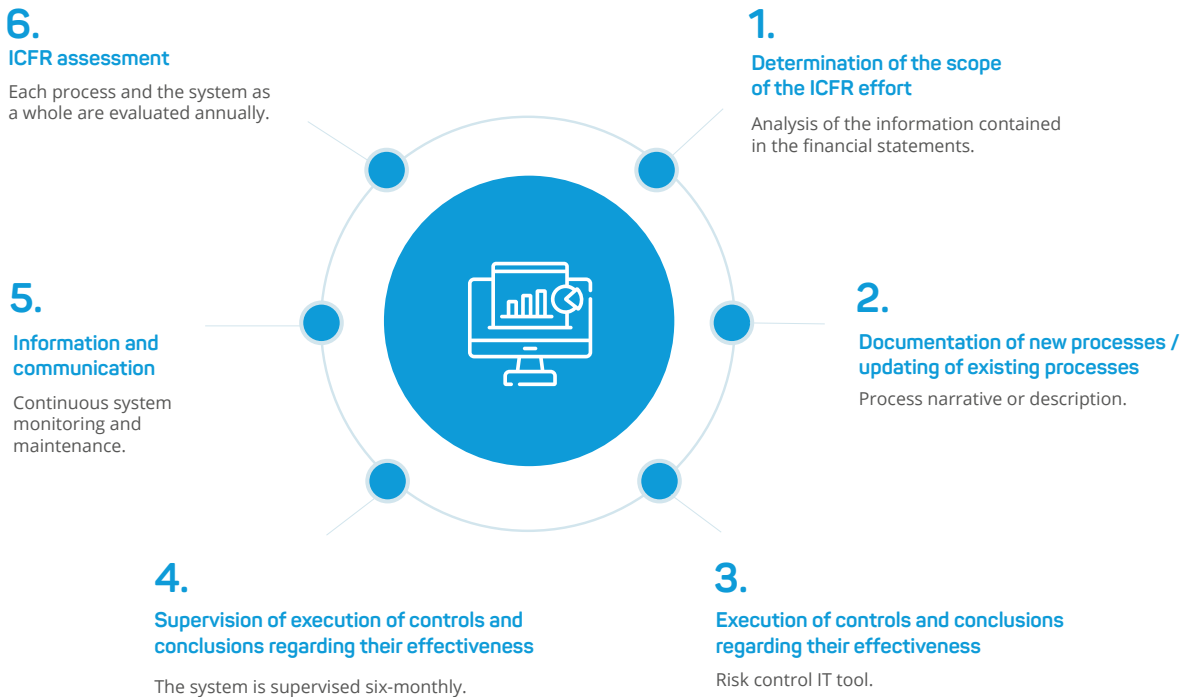 6.
ICFR assessment
Each process and the system as
a whole are evaluated annually.
1.
Determination of the scope
of the ICFR effort
Analysis of the information contained
in the financial statements.
5.
Information and
communication
Continuous system
monitoring and
maintenance.
2.
Documentation of new processes /
updating of existing processes
Process narrative or description.
4.
Supervision of execution of controls and
conclusions regarding their effectiveness
The system is supervised six-monthly.
3.
Execution of controls and conclusions
regarding their effectiveness
Risk control IT tool.